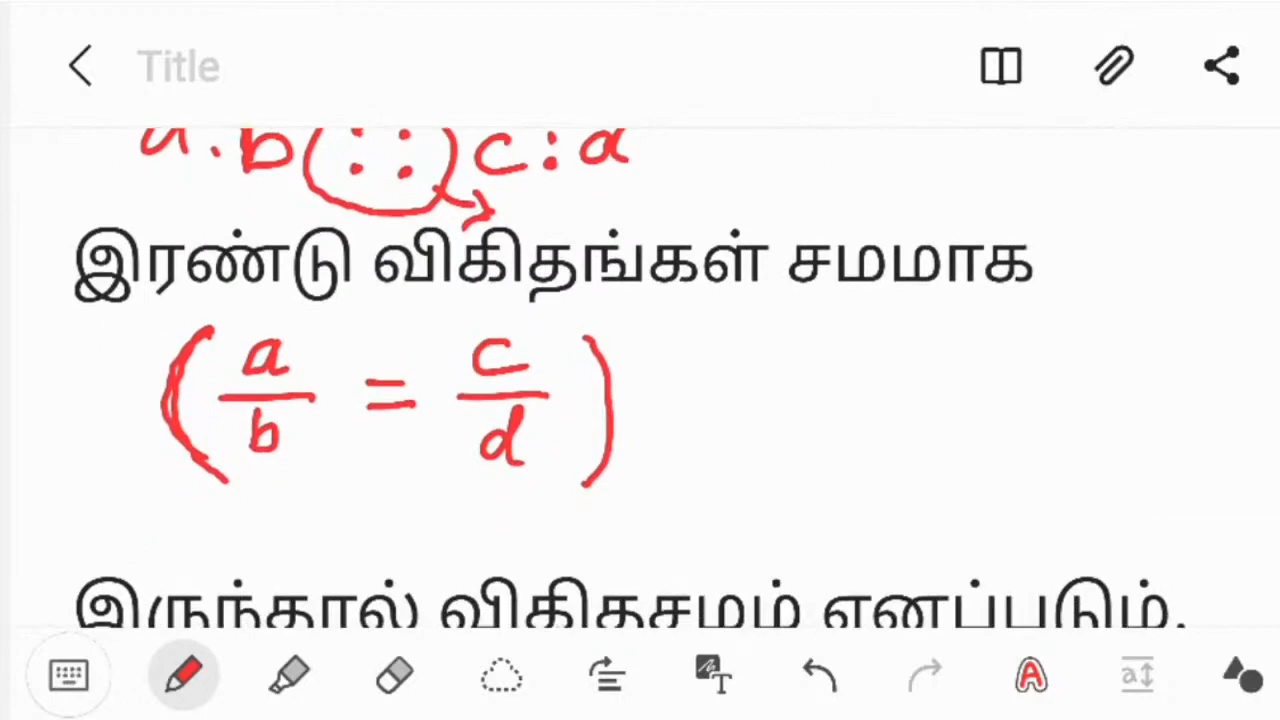 Title
a:b :: c:d
இரண்டு விகிதங்கள் சமமாக
( a/b = c/d )
இருந்தால் விகிதசமம் எனப்படும்.